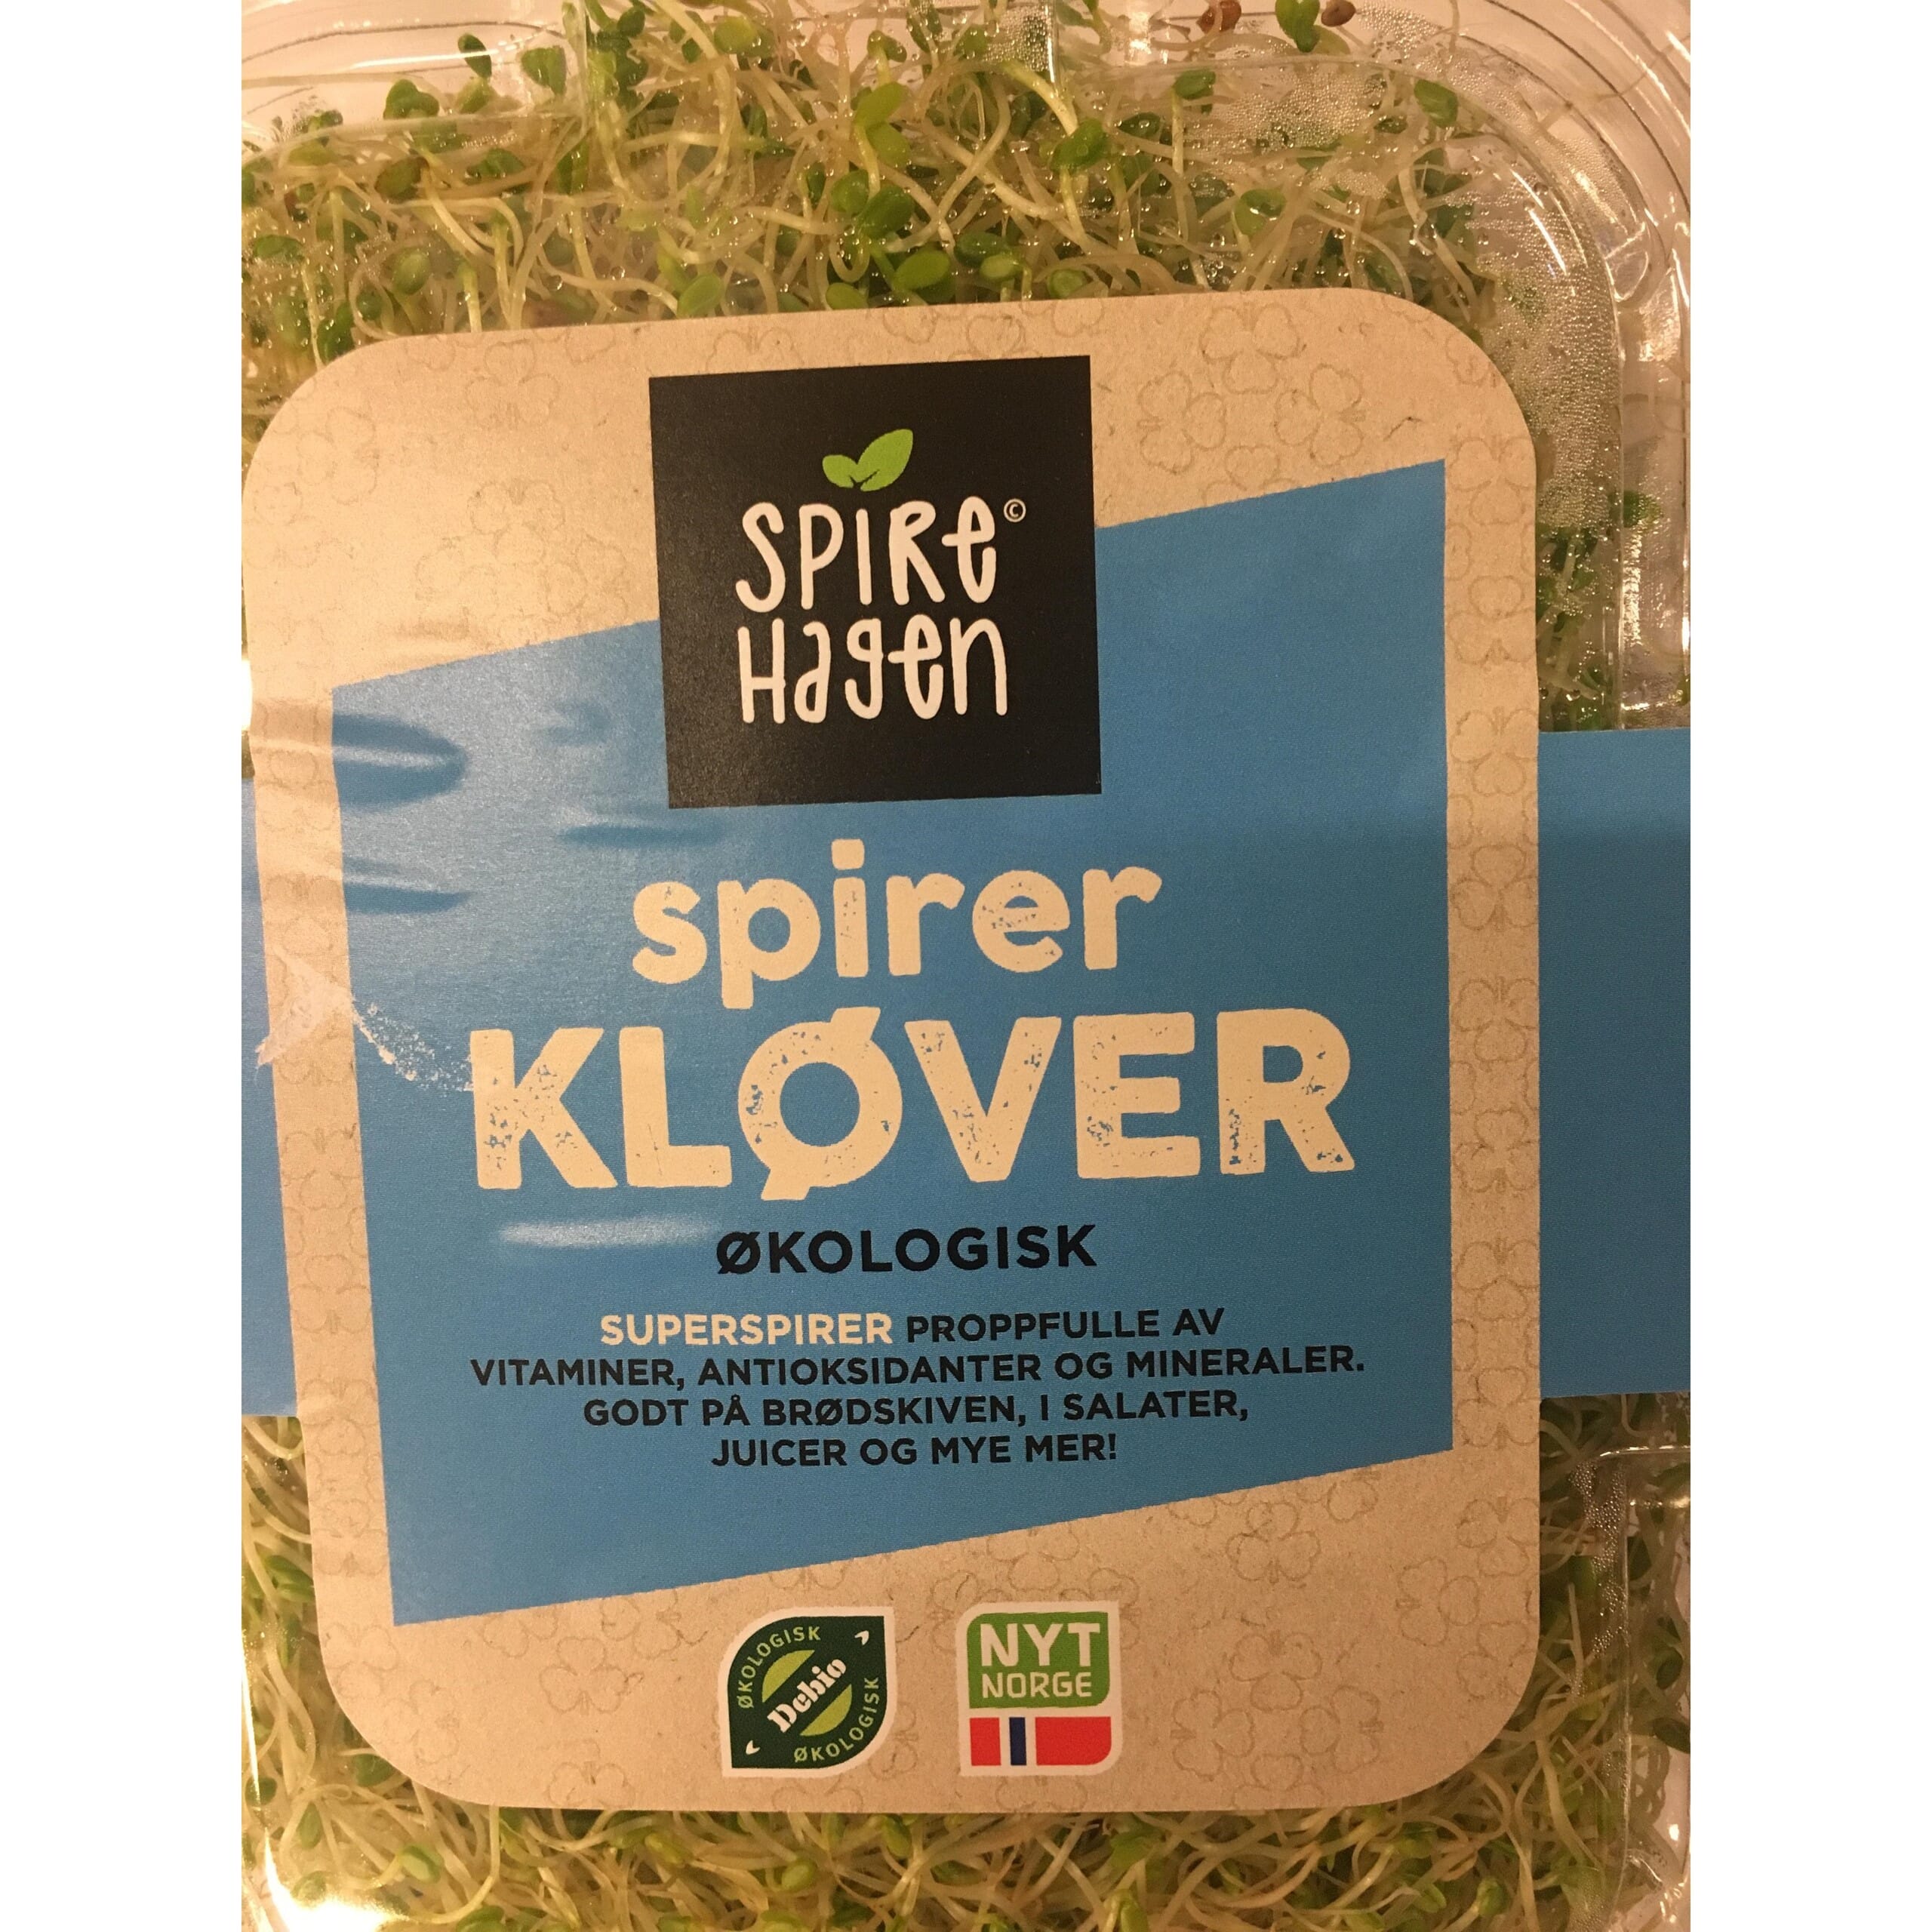 SPIRE©
HAGEN
spirer
KLØVER
ØKOLOGISK
SUPERSPIRER PROPPFULLE AV
VITAMINER, ANTIOKSIDANTER OG MINERALER.
GODT PÅ BRØDSKIVEN, I SALATER,
JUICER OG MYE MER!
ØKOLOGISK
Debio
ØKOLOGISK
NYT
NORGE